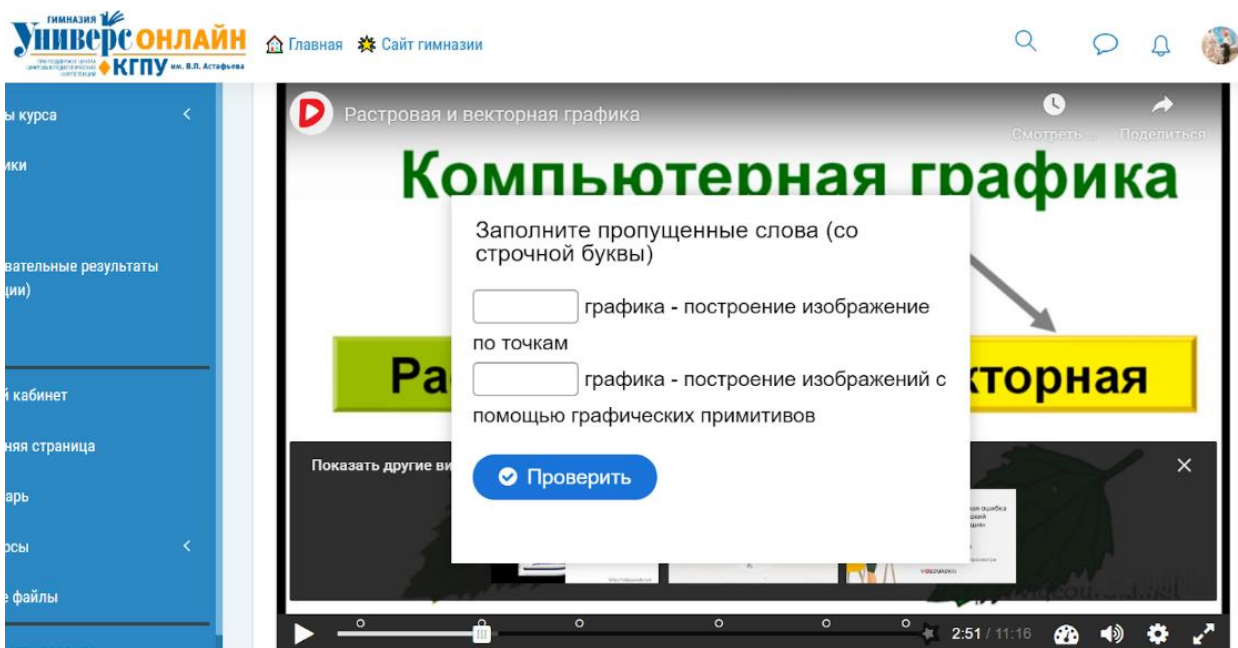 ГИМНАЗИЯ
Универс ОНЛАЙН
КГПУ им. В.П. Астафьева
Главная
Сайт гимназии
ы курса
ики
вательные результаты
ции)
й кабинет
няя страница
арь
рсы
е файлы
Растровая и векторная графика
Смотреть ...
Поделиться
Компьютерная графика
Ра
кторная
Заполните пропущенные слова (со
строчной буквы)
графика - построение изображение
по точкам
графика - построение изображений с
помощью графических примитивов
Проверить
Показать другие ви
2:51 / 11:16